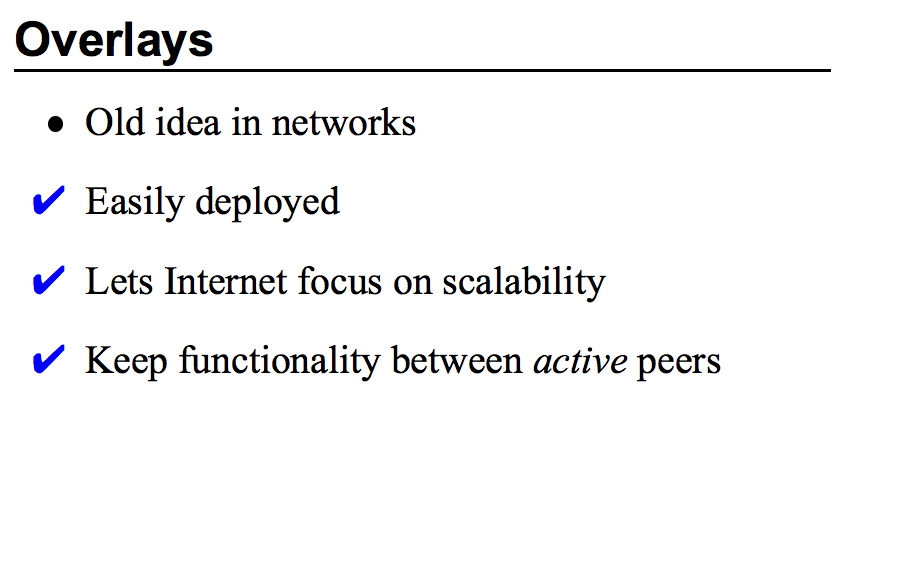 Overlays
• Old idea in networks
✔ Easily deployed
✔ Lets Internet focus on scalability
✔ Keep functionality between active peers